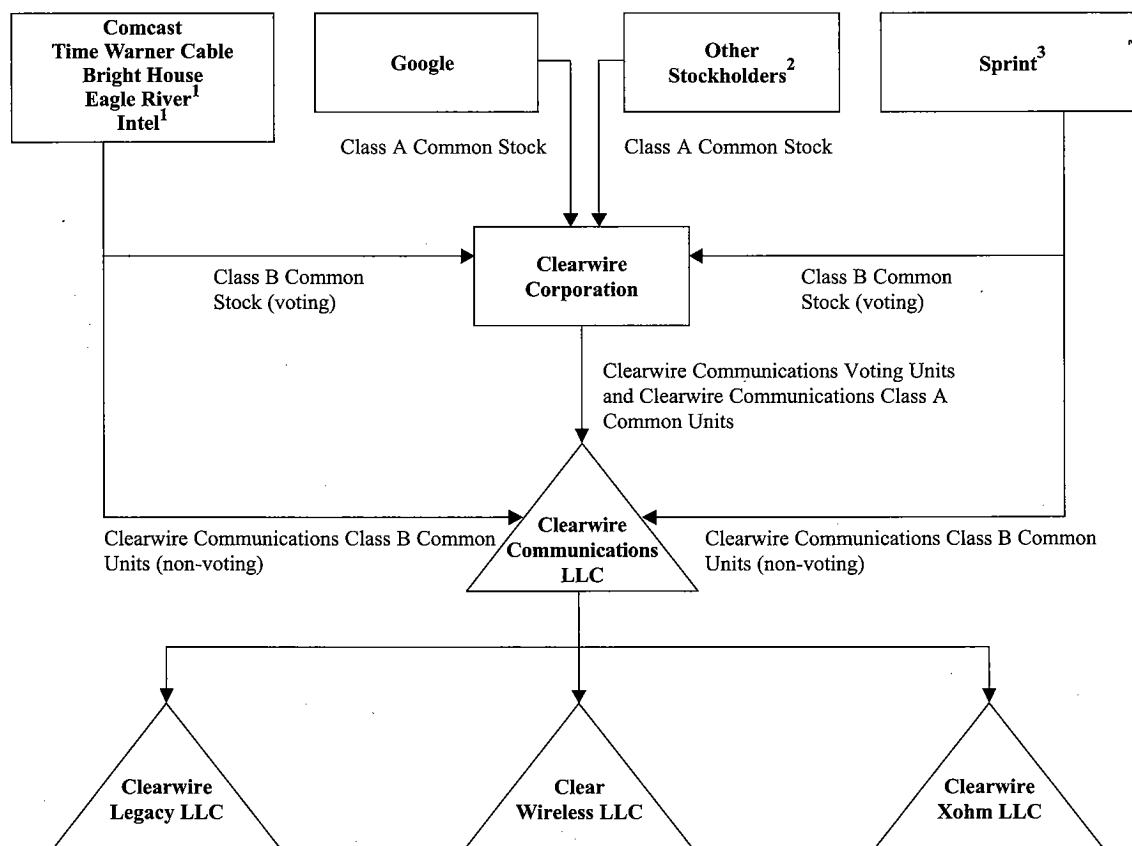 Comcast
Time Warner Cable
Bright House
Eagle River¹
Intel¹
Google
Other
Stockholders²
Sprint³
Class A Common Stock
Class A Common Stock
Class B Common
Stock (voting)
Clearwire
Corporation
Class B Common
Stock (voting)
Clearwire Communications Voting Units
and Clearwire Communications Class A
Common Units
Clearwire Communications Class B Common
Units (non-voting)
Clearwire
Communications
LLC
Clearwire Communications Class B Common
Units (non-voting)
Clearwire
Legacy LLC
Clear
Wireless LLC
Clearwire
Xohm LLC